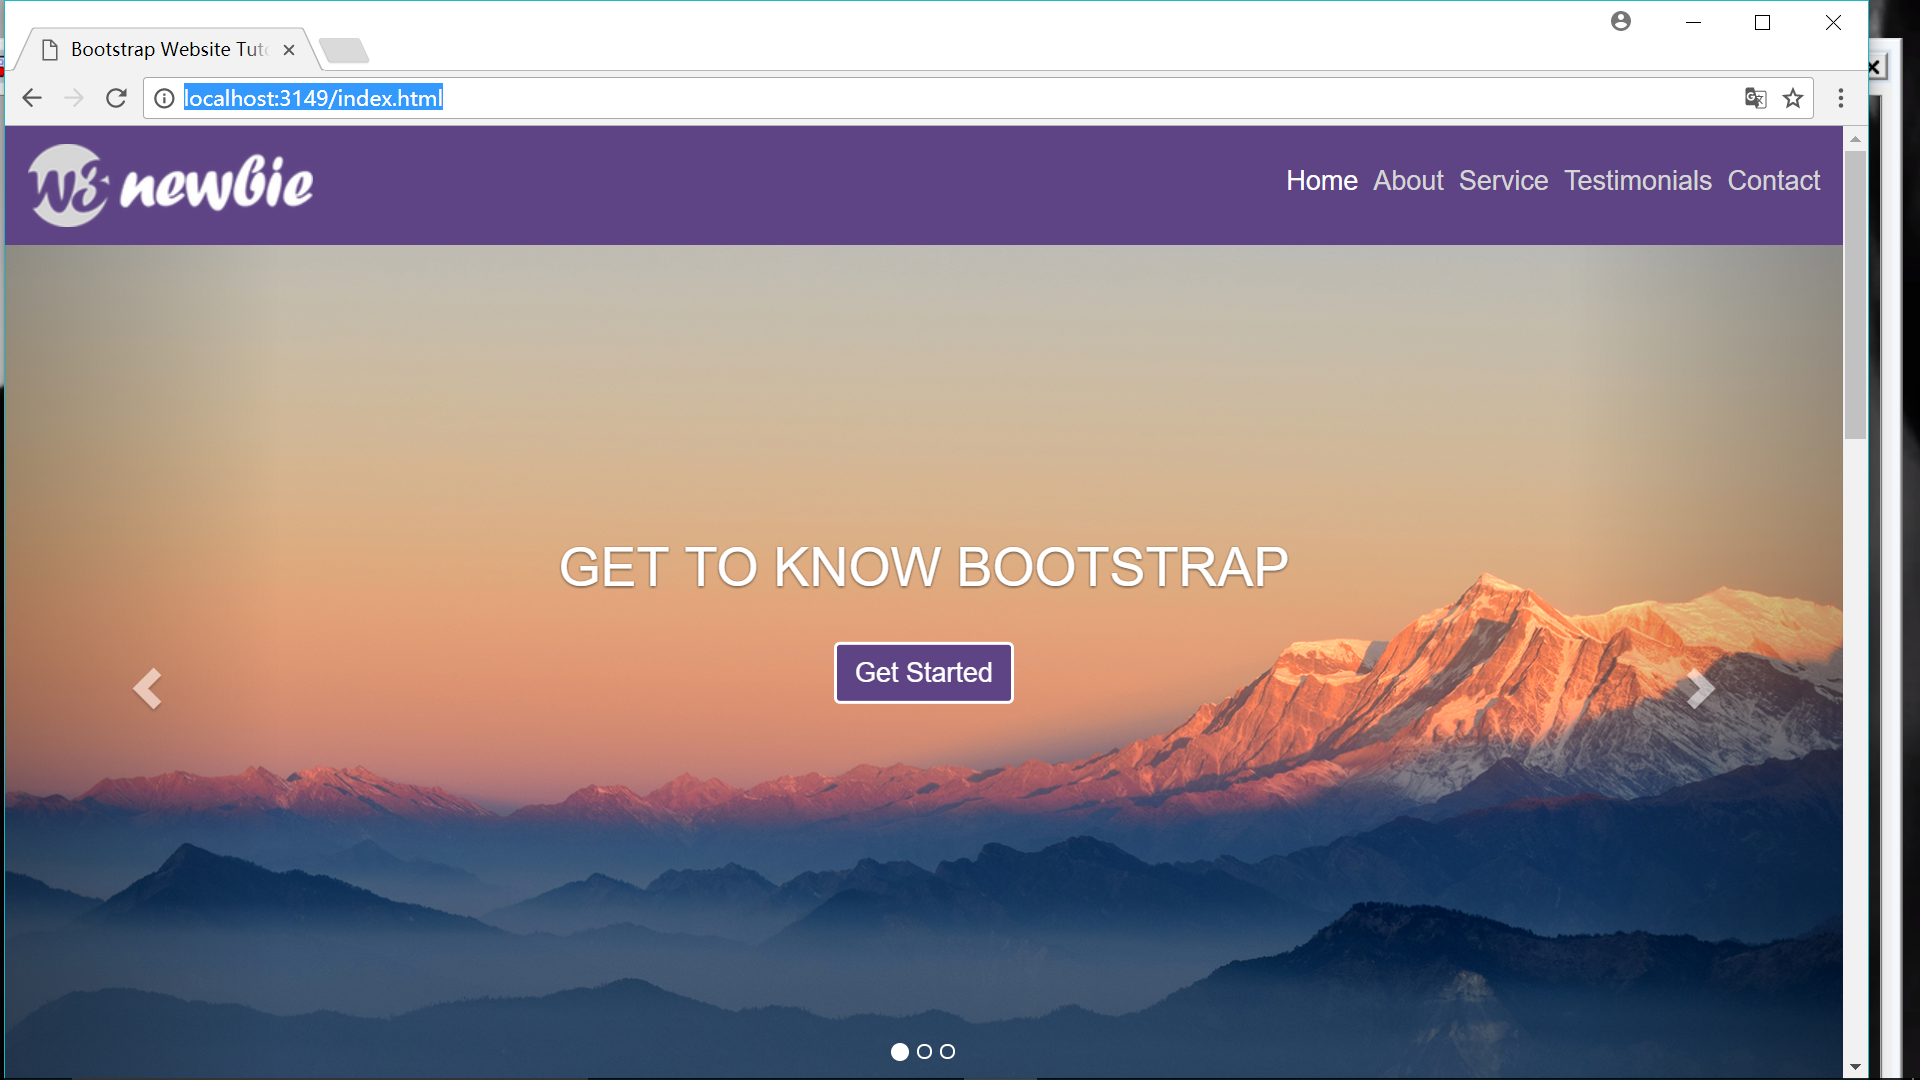 Bootstrap Website Tut
localhost:3149/index.html
newbie
Home About Service Testimonials Contact
GET TO KNOW BOOTSTRAP
Get Started